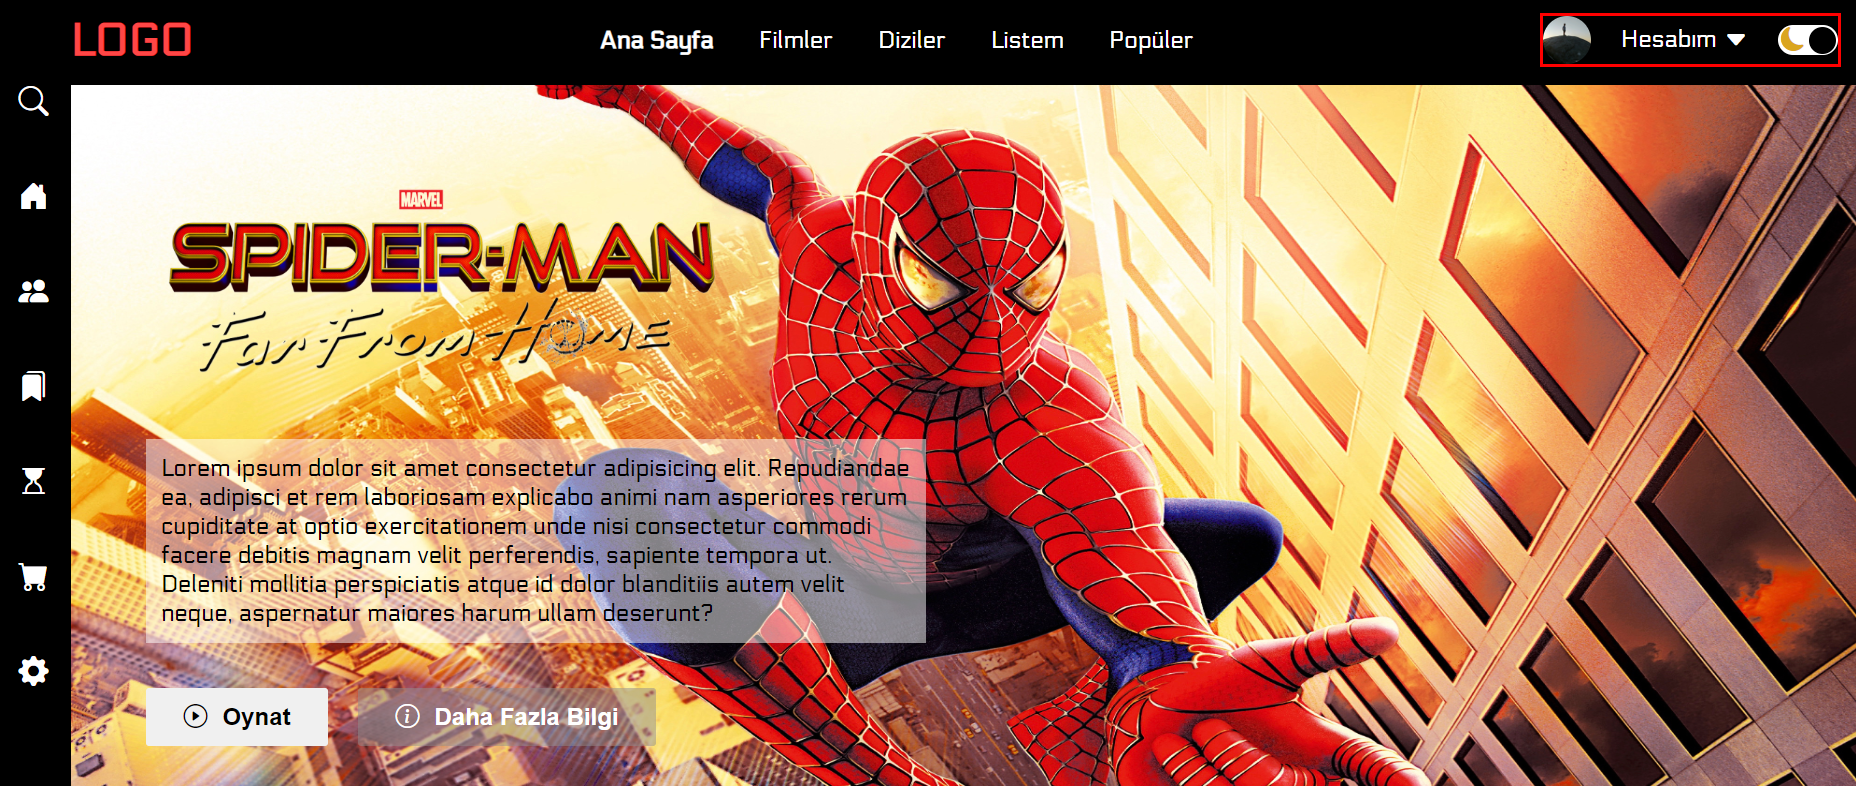 LOGO
Ana Sayfa
Filmler
Diziler
Listem
Popüler
Hesabım
MARVEL
SPIDER-MAN
Far From Home
Lorem ipsum dolor sit amet consectetur adipisicing elit. Repudiandae
ea, adipisci et rem laboriosam explicabo animi nam asperiores rerum
cupiditate at optio exercitationem unde nisi consectetur commodi
facere debitis magnam velit perferendis, sapiente tempora ut.
Deleniti mollitia perspiciatis atque id dolor blanditiis autem velit
neque, aspernatur maiores harum ullam deserunt?
Oynat
Daha Fazla Bilgi